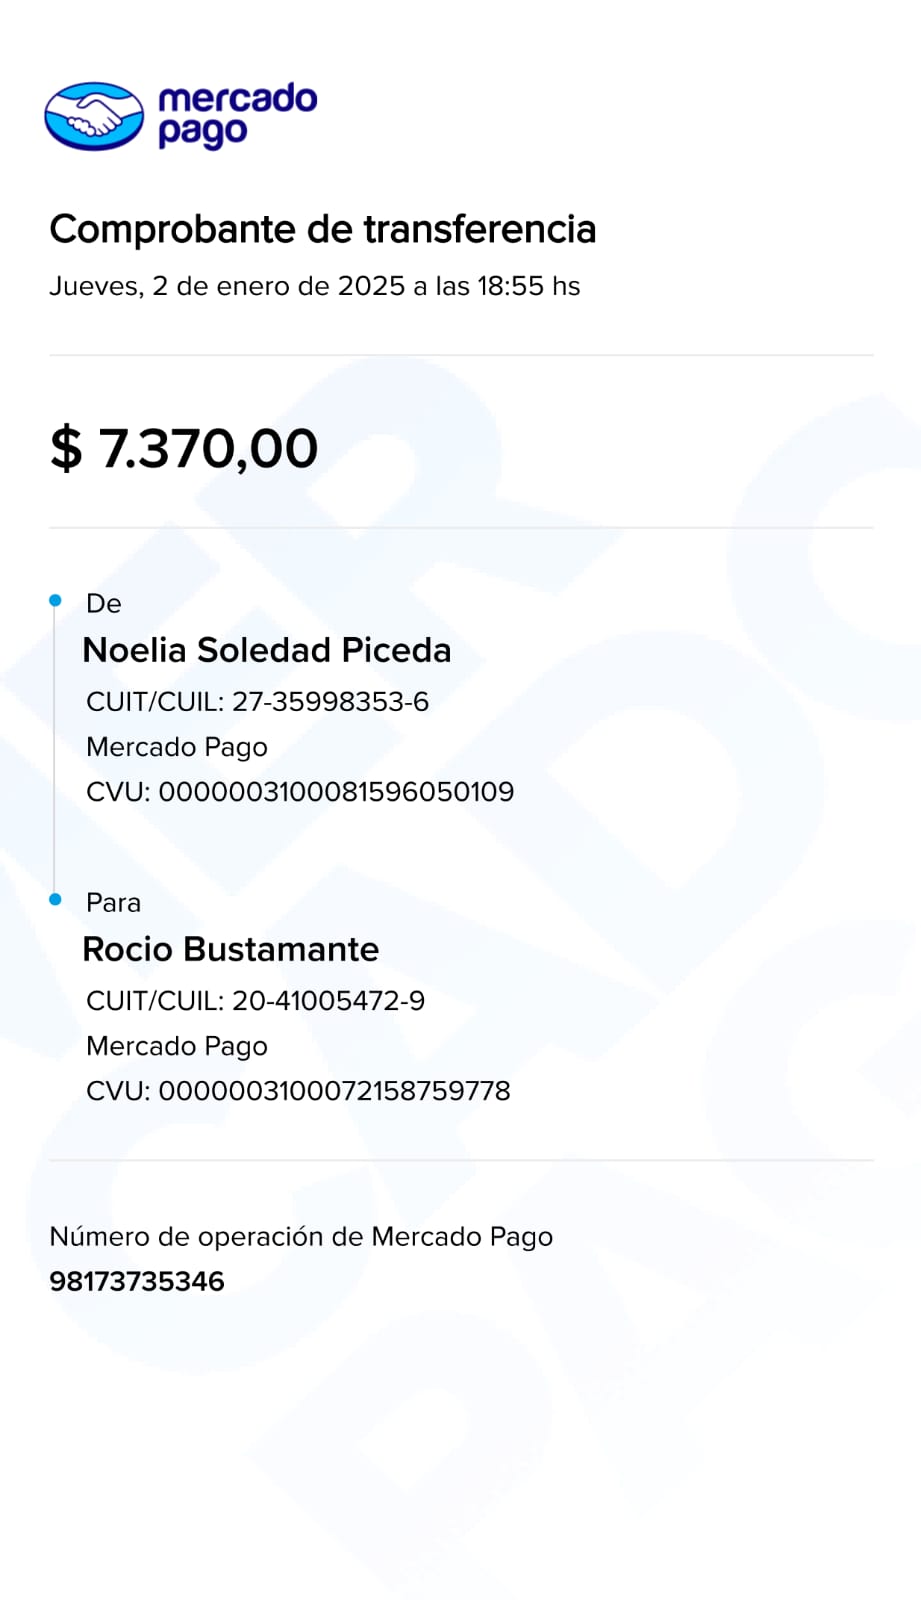 mercado
pago
Comprobante de transferencia
Jueves, 2 de enero de 2025 a las 18:55 hs
$ 7.370,00
De
Noelia Soledad Piceda
CUIT/CUIL: 27-35998353-6
Mercado Pago
CVU: 0000003100081596050109
Para
Rocio Bustamante
CUIT/CUIL: 20-41005472-9
Mercado Pago
CVU: 0000003100072158759778
Número de operación de Mercado Pago
98173735346
MERCADO
PAGO